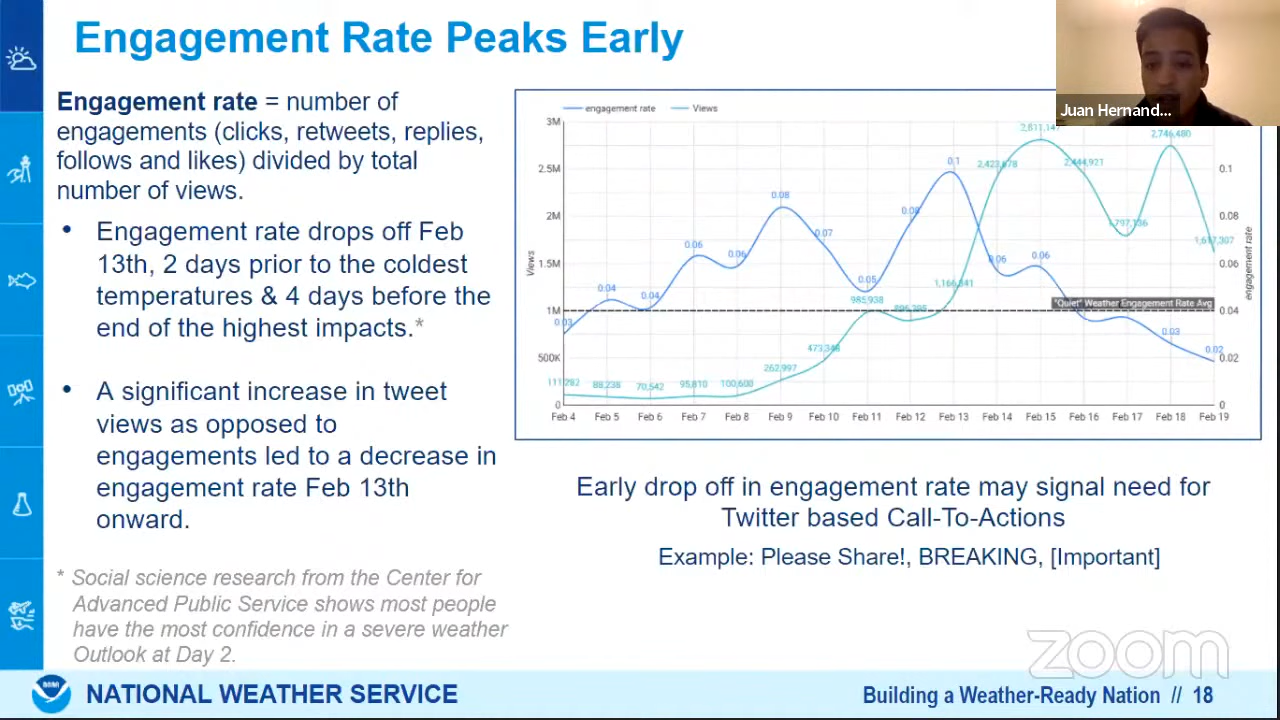 Engagement Rate Peaks Early
Juan Hernand...
Engagement rate = number of
engagements (clicks, retweets, replies,
follows and likes) divided by total
number of views.
• Engagement rate drops off Feb
13th, 2 days prior to the coldest
temperatures & 4 days before the
end of the highest impacts.*
• A significant increase in tweet
views as opposed to
engagements led to a decrease in
engagement rate Feb 13th
onward.
* Social science research from the Center for
Advanced Public Service shows most people
have the most confidence in a severe weather
Outlook at Day 2.
engagement rate Views
3M
2.5M
2M
1.5M
1M
500K
0
Views
0.1
0.08
0.06
0.04
0.02
0
engagement rate
0.03 0.04 0.04 0.06 0.06 0.08 0.07 0.05 0.08 0.1 0.06 0.06 0.03 0.02
111,292 88,238 70,542 95,810 100,600 262,997 473,348 985,938 896,295 1,166,841 2,423,678 2,811,147 2,444,921 1,797,136 2,746,480 1,617,307
"Quiet" Weather Engagement Rate Avg
Feb 4 Feb 5 Feb 6 Feb 7 Feb 8 Feb 9 Feb 10 Feb 11 Feb 12 Feb 13 Feb 14 Feb 15 Feb 16 Feb 17 Feb 18 Feb 19
Early drop off in engagement rate may signal need for
Twitter based Call-To-Actions
Example: Please Share!, BREAKING, [Important]
zoom
NATIONAL WEATHER SERVICE
Building a Weather-Ready Nation // 18